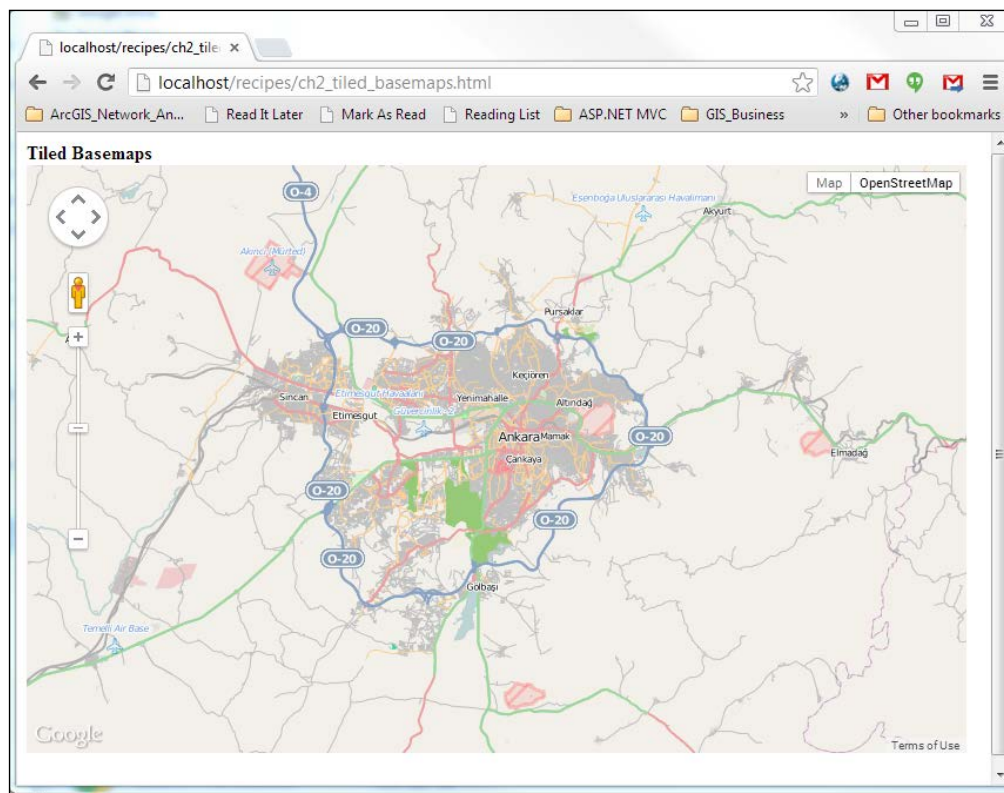 localhost/recipes/ch2_tile
localhost/recipes/ch2_tiled_basemaps.html
ArcGIS_Network_An...
Read It Later
Mark As Read
Reading List
ASP.NET MVC
GIS_Business
»
Other bookmarks
Tiled Basemaps
Map
OpenStreetMap
O-4
Esenboğa Uluslararası Havalimanı
Akyurt
Akıncı (Mürted)
Pursaklar
O-20
O-20
Keçiören
Sincan
Etimesgut Havaalanı
Yenimahalle
Altındağ
Etimesgut
Güvercinlik
Ankara
Mamak
O-20
Elmadağ
Çankaya
O-20
O-20
O-20
Gölbaşı
Temelli Air Base
Google
Terms of Use